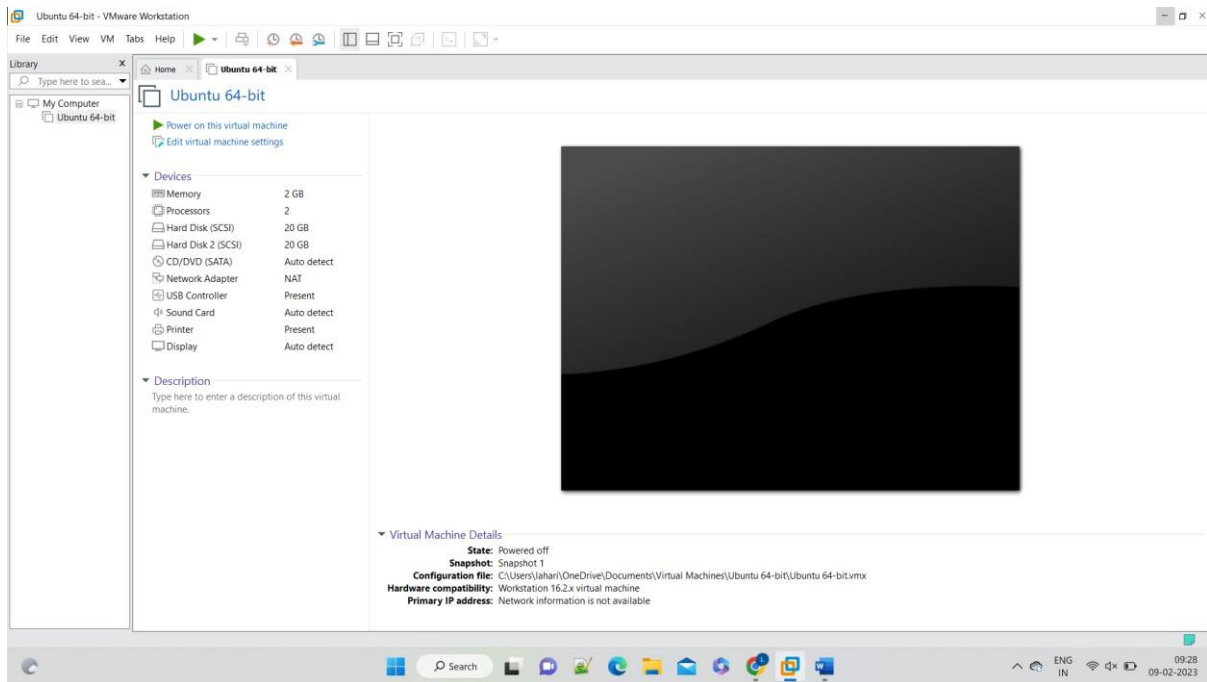 Ubuntu 64-bit - VMware Workstation
File Edit View VM Tabs Help
Library X
Type here to sea...
My Computer
Ubuntu 64-bit
Home
Ubuntu 64-bit
Ubuntu 64-bit
Power on this virtual machine
Edit virtual machine settings
Devices
Memory 2 GB
Processors 2
Hard Disk (SCSI) 20 GB
Hard Disk 2 (SCSI) 20 GB
CD/DVD (SATA) Auto detect
Network Adapter NAT
USB Controller Present
Sound Card Auto detect
Printer Present
Display Auto detect
Description
Type here to enter a description of this virtual
machine.
Virtual Machine Details
State: Powered off
Snapshot: Snapshot 1
Configuration file: C:\Users\lahari\OneDrive\Documents\Virtual Machines\Ubuntu 64-bit\Ubuntu 64-bit.vmx
Hardware compatibility: Workstation 16.2.x virtual machine
Primary IP address: Network information is not available
Search
ENG
IN
09:28
09-02-2023